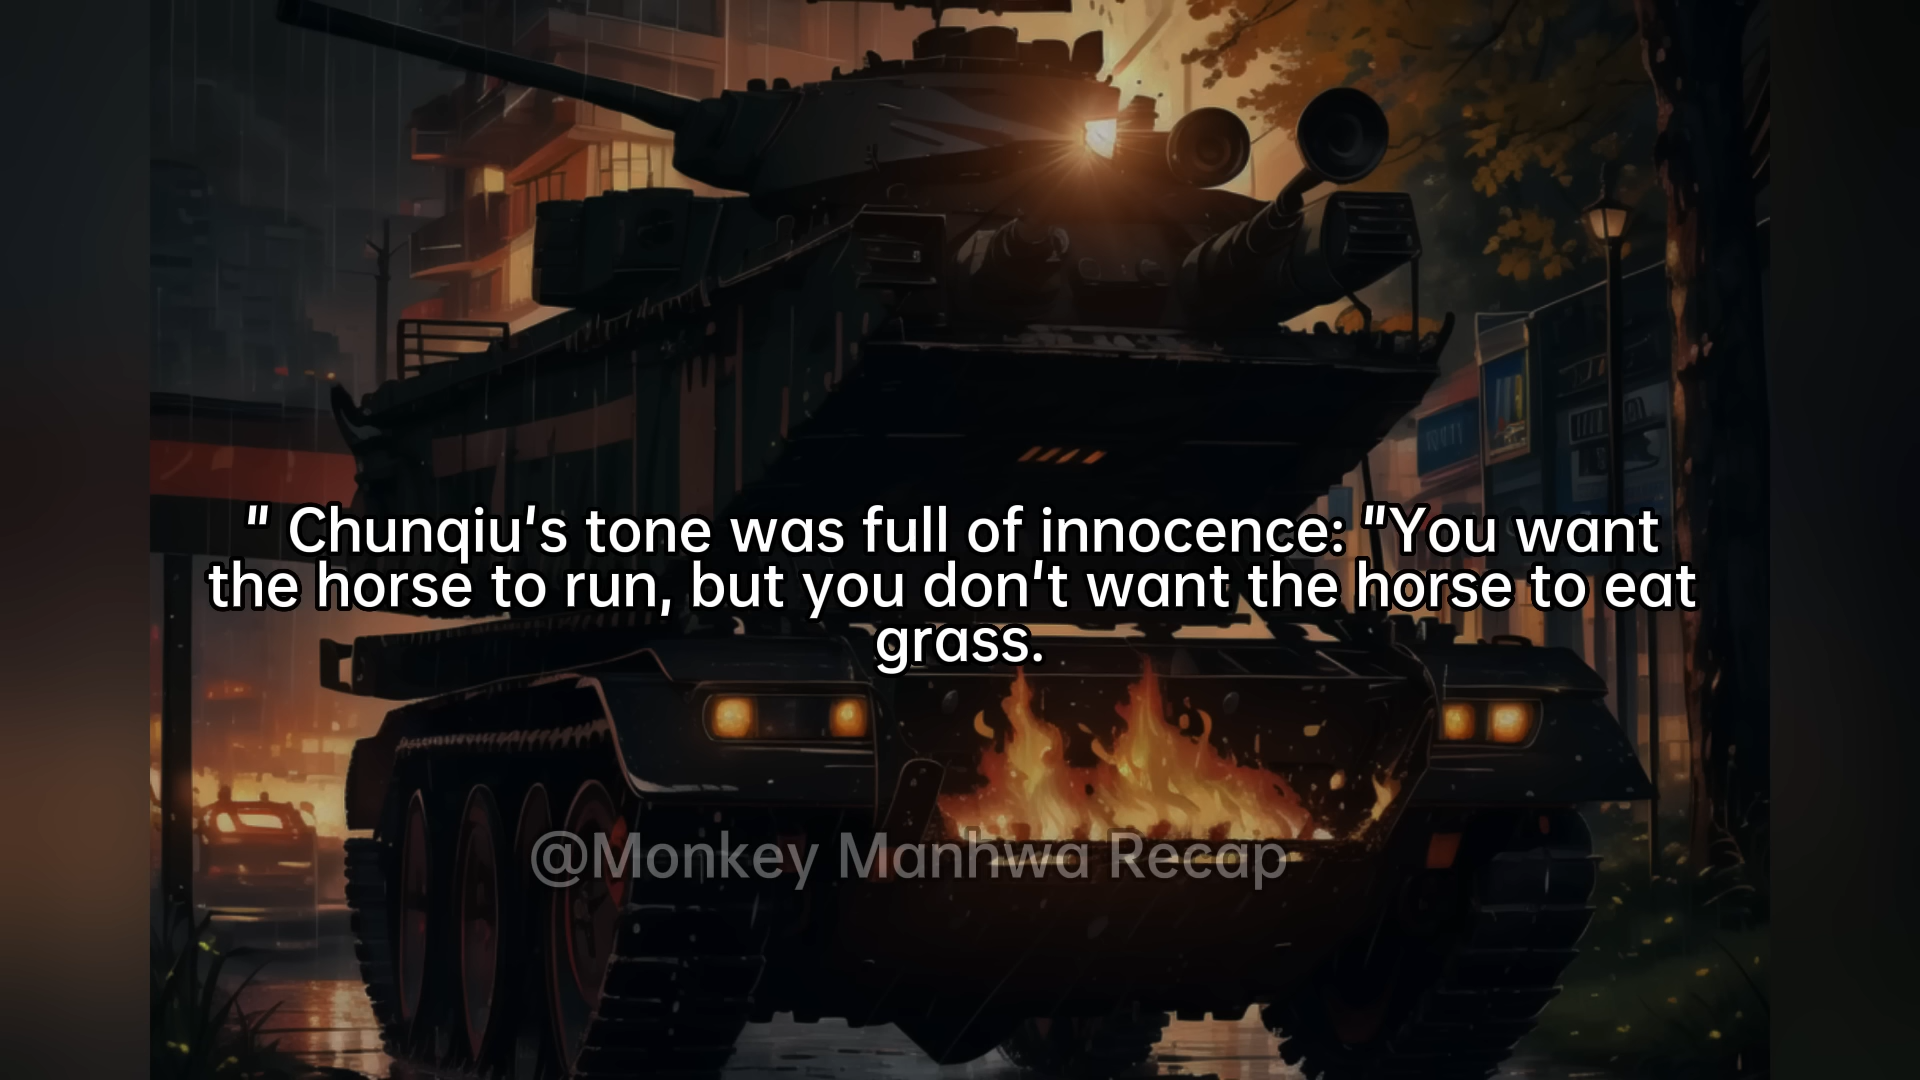 " Chunqiu's tone was full of innocence: "You want
the horse to run, but you don't want the horse to eat
grass.
@Monkey Manhwa Recap